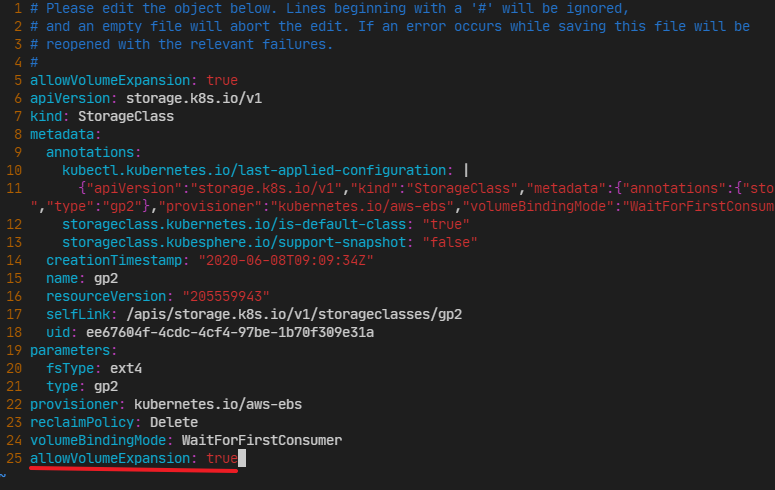 1 # Please edit the object below. Lines beginning with a '#' will be ignored,
2 # and an empty file will abort the edit. If an error occurs while saving this file will be
3 # reopened with the relevant failures.
4 #
5 allowVolumeExpansion: true
6 apiVersion: storage.k8s.io/v1
7 kind: StorageClass
8 metadata:
9   annotations:
10     kubectl.kubernetes.io/last-applied-configuration: |
11       {"apiVersion":"storage.k8s.io/v1","kind":"StorageClass","metadata":{"annotations":{"sto
","type":"gp2"},"provisioner":"kubernetes.io/aws-ebs","volumeBindingMode":"WaitForFirstConsum
12     storageclass.kubernetes.io/is-default-class: "true"
13     storageclass.kubesphere.io/support-snapshot: "false"
14   creationTimestamp: "2020-06-08T09:09:34Z"
15   name: gp2
16   resourceVersion: "205559943"
17   selfLink: /apis/storage.k8s.io/v1/storageclasses/gp2
18   uid: ee67604f-4cdc-4cf4-97be-1b70f309e31a
19 parameters:
20   fsType: ext4
21   type: gp2
22 provisioner: kubernetes.io/aws-ebs
23 reclaimPolicy: Delete
24 volumeBindingMode: WaitForFirstConsumer
25 allowVolumeExpansion: true
~